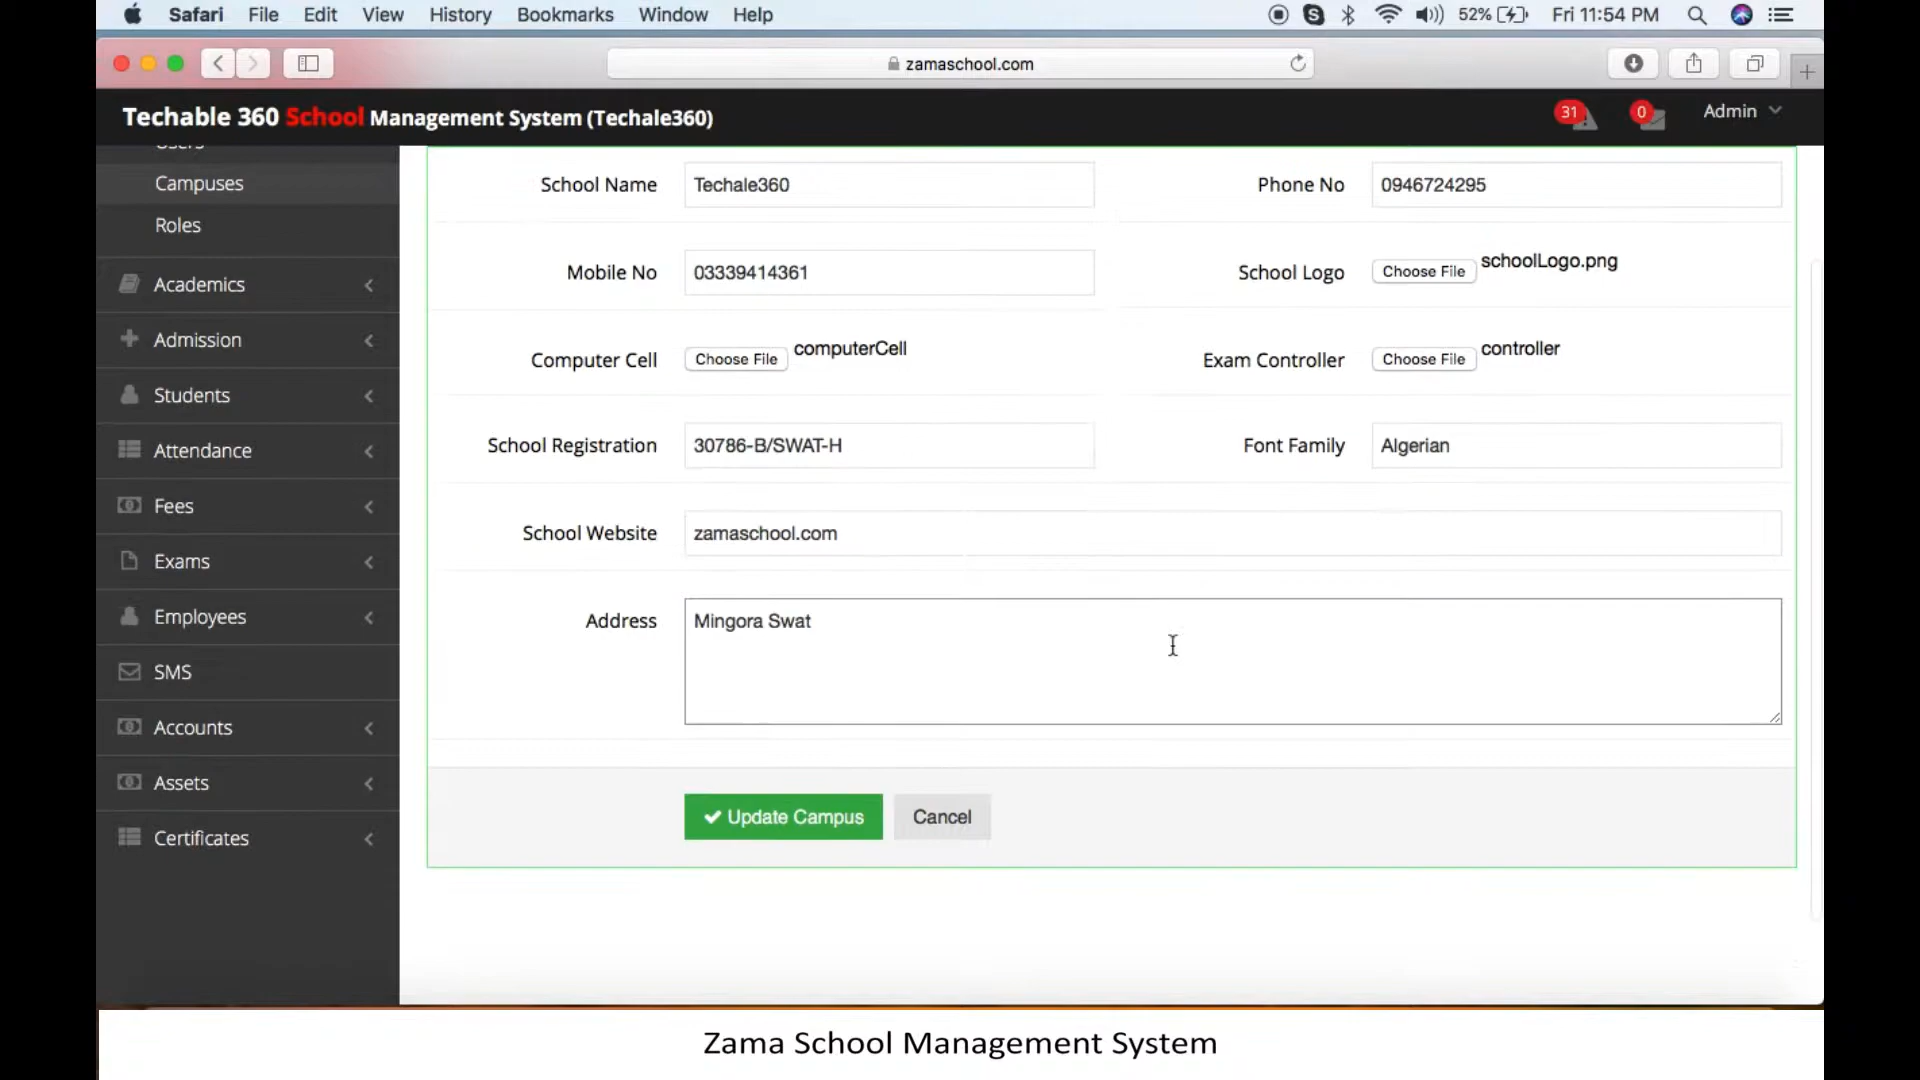 Safari File Edit View History Bookmarks Window Help 52% Fri 11:54 PM
zamaschool.com
Techable 360 School Management System (Techale360) 31 0 Admin
Users
Campuses
Roles
Academics
Admission
Students
Attendance
Fees
Exams
Employees
SMS
Accounts
Assets
Certificates
School Name Techale360 Phone No 0946724295
Mobile No 03339414361 School Logo Choose File schoolLogo.png
Computer Cell Choose File computerCell Exam Controller Choose File controller
School Registration 30786-B/SWAT-H Font Family Algerian
School Website zamaschool.com
Address Mingora Swat
Update Campus Cancel
Zama School Management System